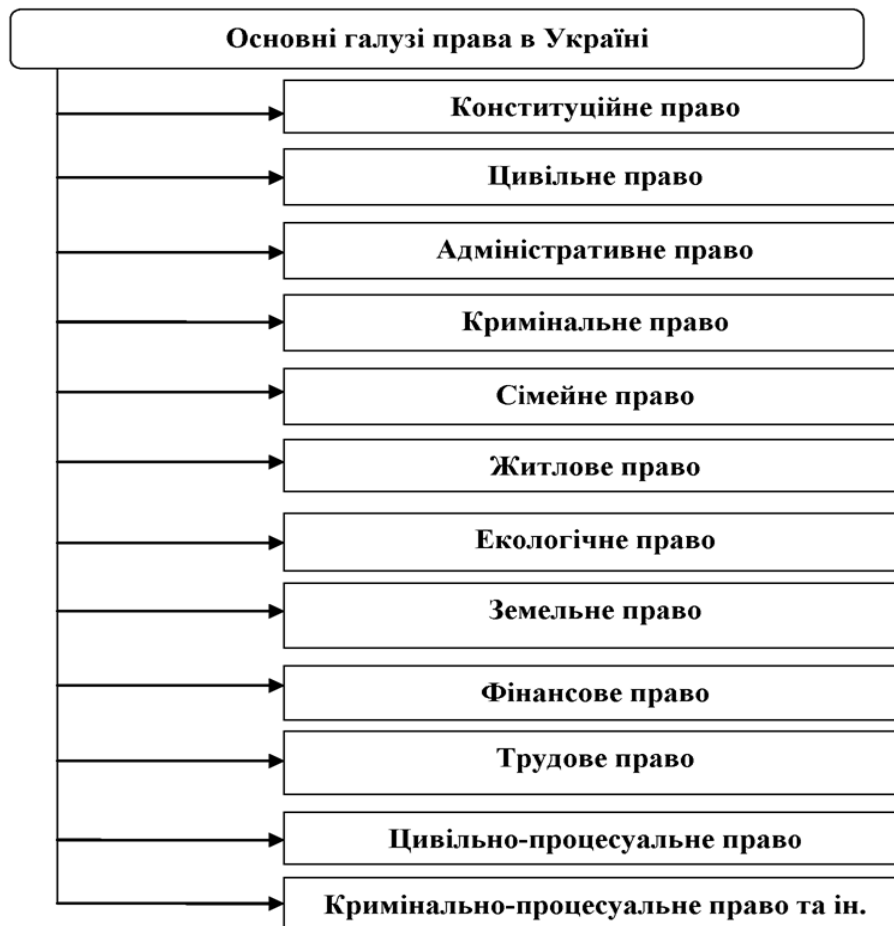 Основні галузі права в Україні
Конституційне право
Цивільне право
Адміністративне право
Кримінальне право
Сімейне право
Житлове право
Екологічне право
Земельне право
Фінансове право
Трудове право
Цивільно-процесуальне право
Кримінально-процесуальне право та ін.